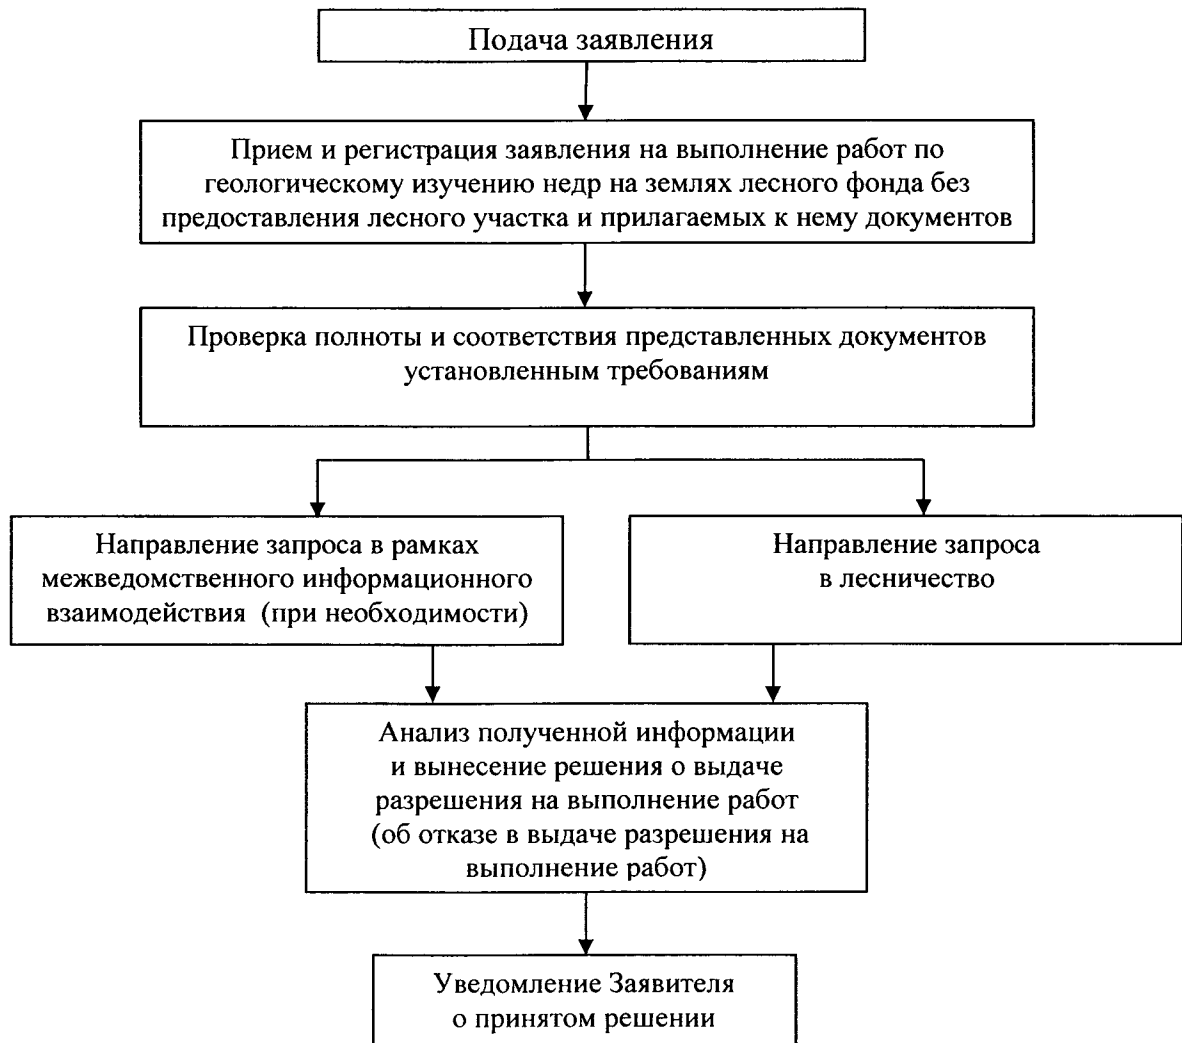 Подача заявления
Прием и регистрация заявления на выполнение работ по
геологическому изучению недр на землях лесного фонда без
предоставления лесного участка и прилагаемых к нему документов
Проверка полноты и соответствия представленных документов
установленным требованиям
Направление запроса в рамках
межведомственного информационного
взаимодействия (при необходимости)
Направление запроса
в лесничество
Анализ полученной информации
и вынесение решения о выдаче
разрешения на выполнение работ
(об отказе в выдаче разрешения на
выполнение работ)
Уведомление Заявителя
о принятом решении